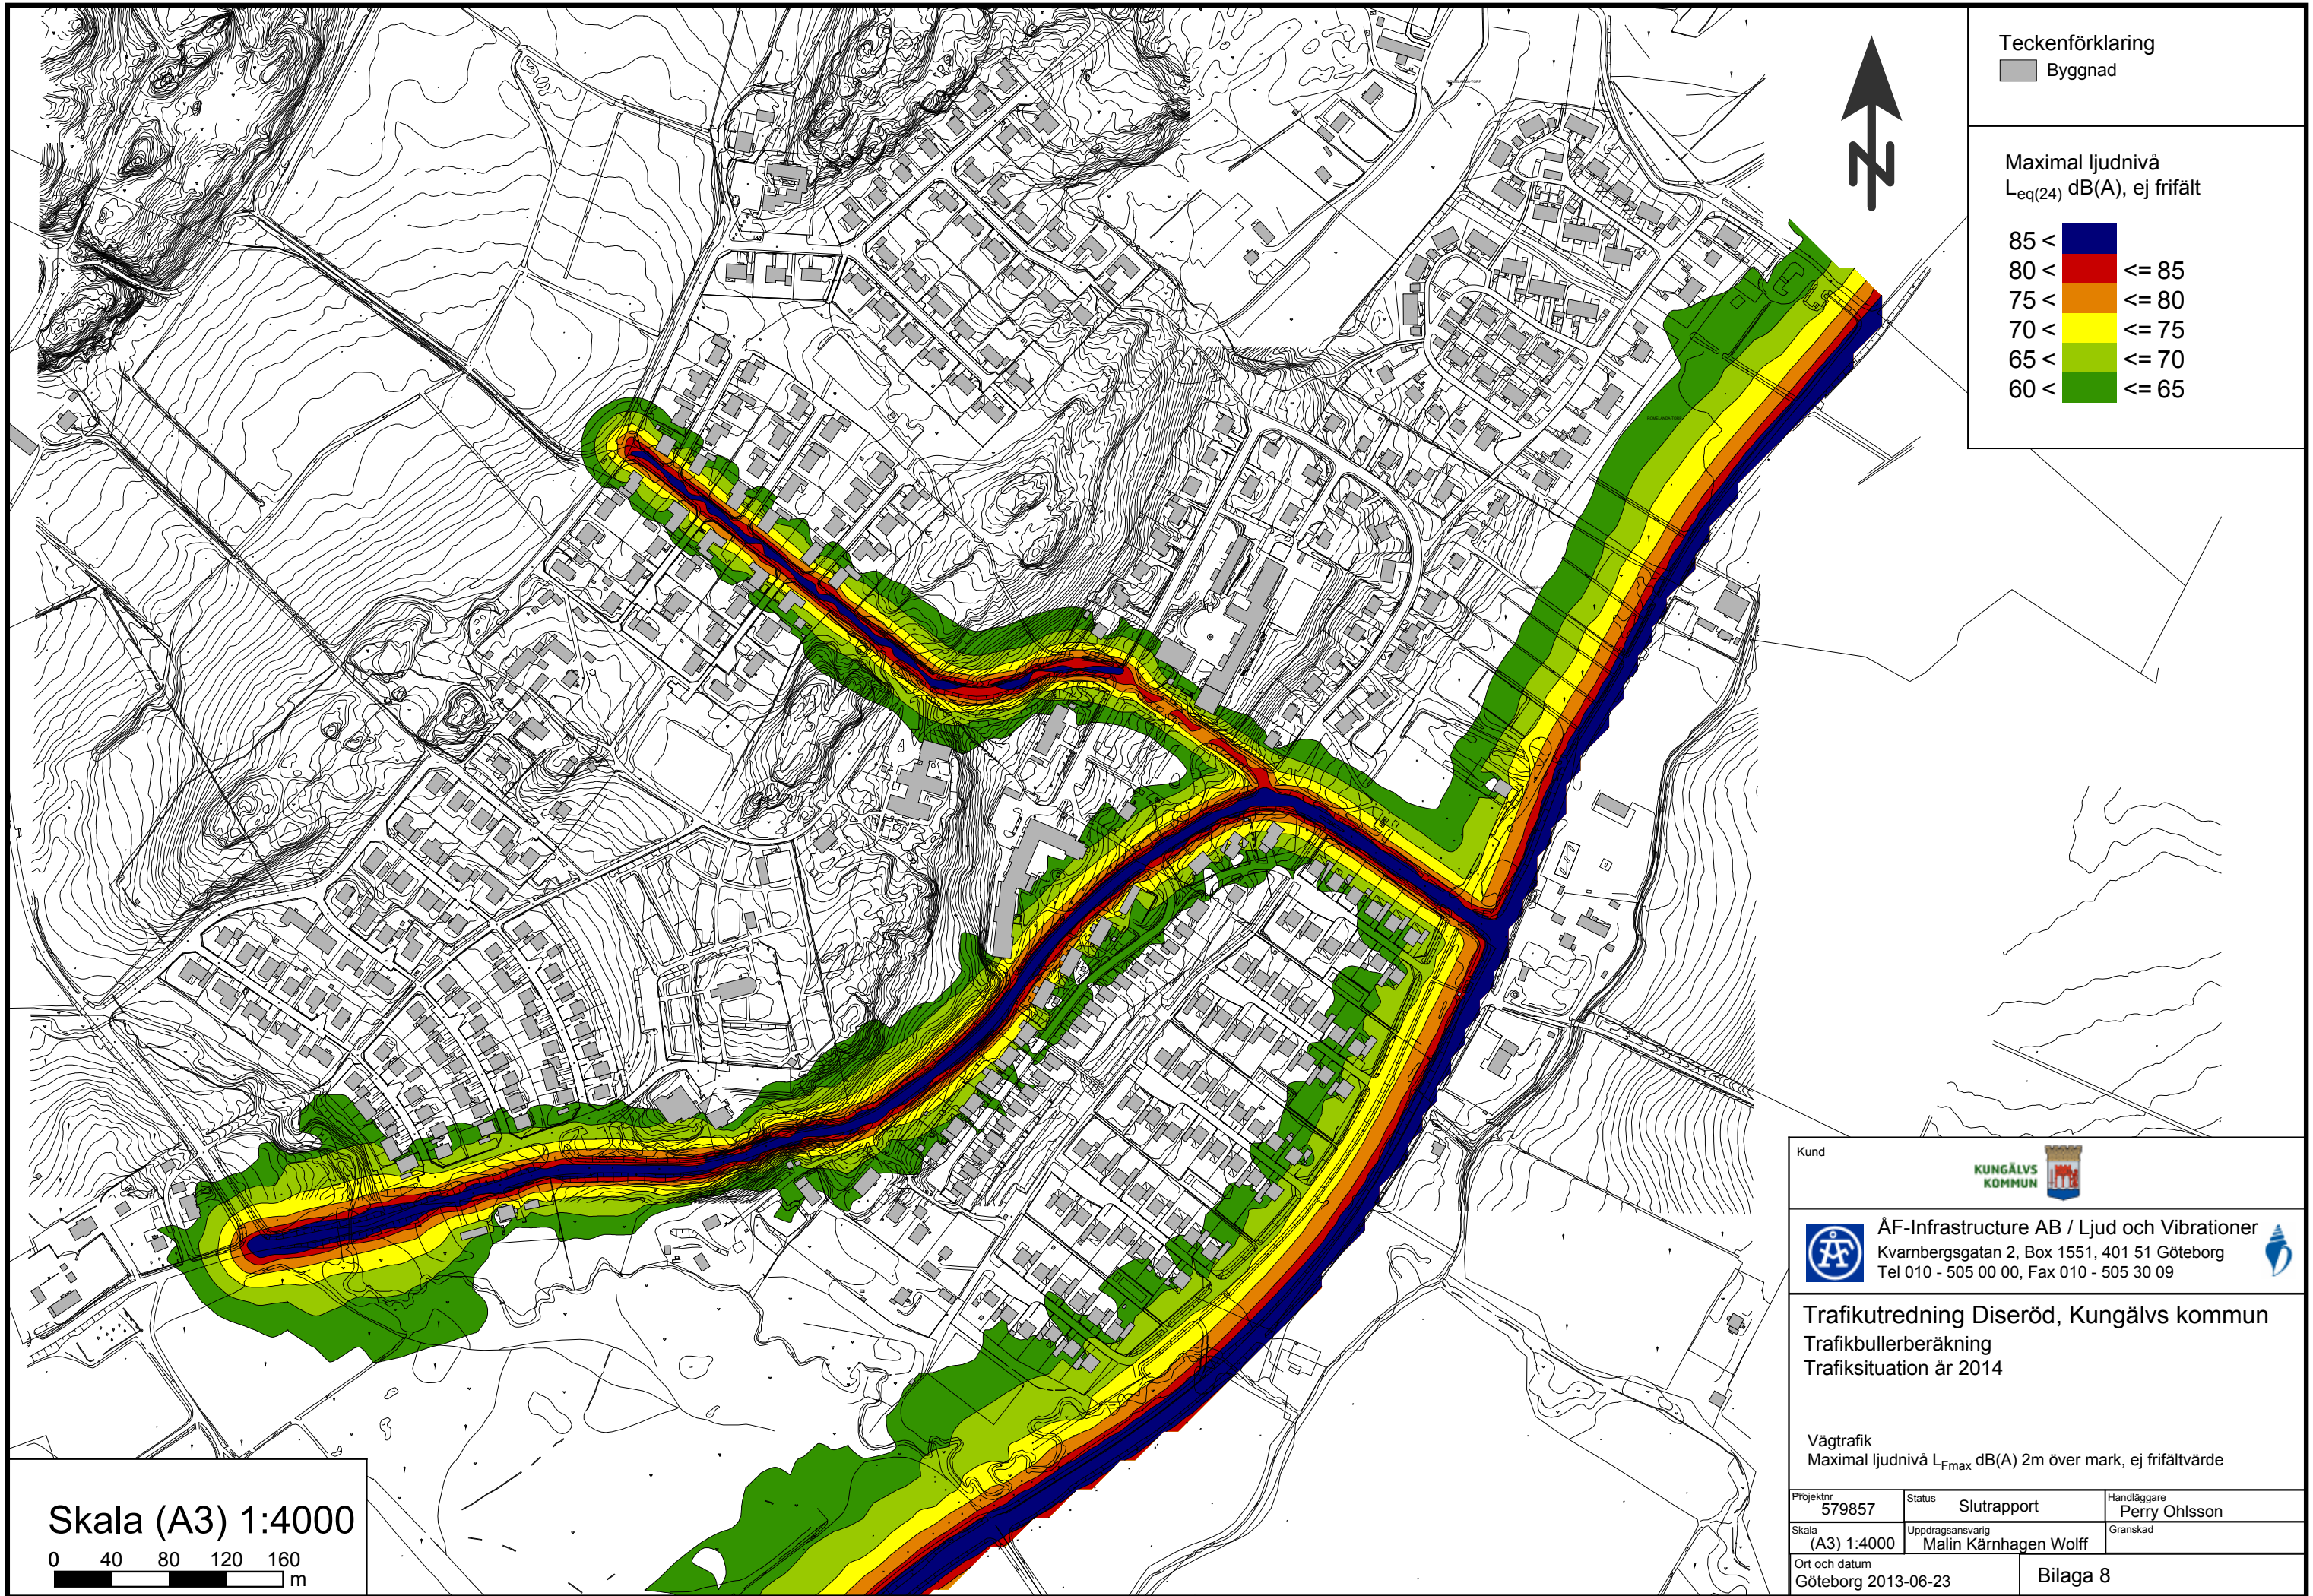 Teckenförklaring
Byggnad
Maximal ljudnivå
Leq(24) dB(A), ej frifält
85 <
80 < <= 85
75 < <= 80
70 < <= 75
65 < <= 70
60 < <= 65
N
Kund
KUNGÄLVS
KOMMUN
ÅF
ÅF-Infrastructure AB / Ljud och Vibrationer
Kvarnbergsgatan 2, Box 1551, 401 51 Göteborg
Tel 010 - 505 00 00, Fax 010 - 505 30 09
Trafikutredning Diseröd, Kungälvs kommun
Trafikbullerberäkning
Trafiksituation år 2014
Vägtrafik
Maximal ljudnivå LFmax dB(A) 2m över mark, ej frifältvärde
Projektnr
579857
Status
Slutrapport
Handläggare
Perry Ohlsson
Skala
(A3) 1:4000
Uppdragsansvarig
Malin Kärnhagen Wolff
Granskad
Ort och datum
Göteborg 2013-06-23
Bilaga 8
Skala (A3) 1:4000
0 40 80 120 160
m